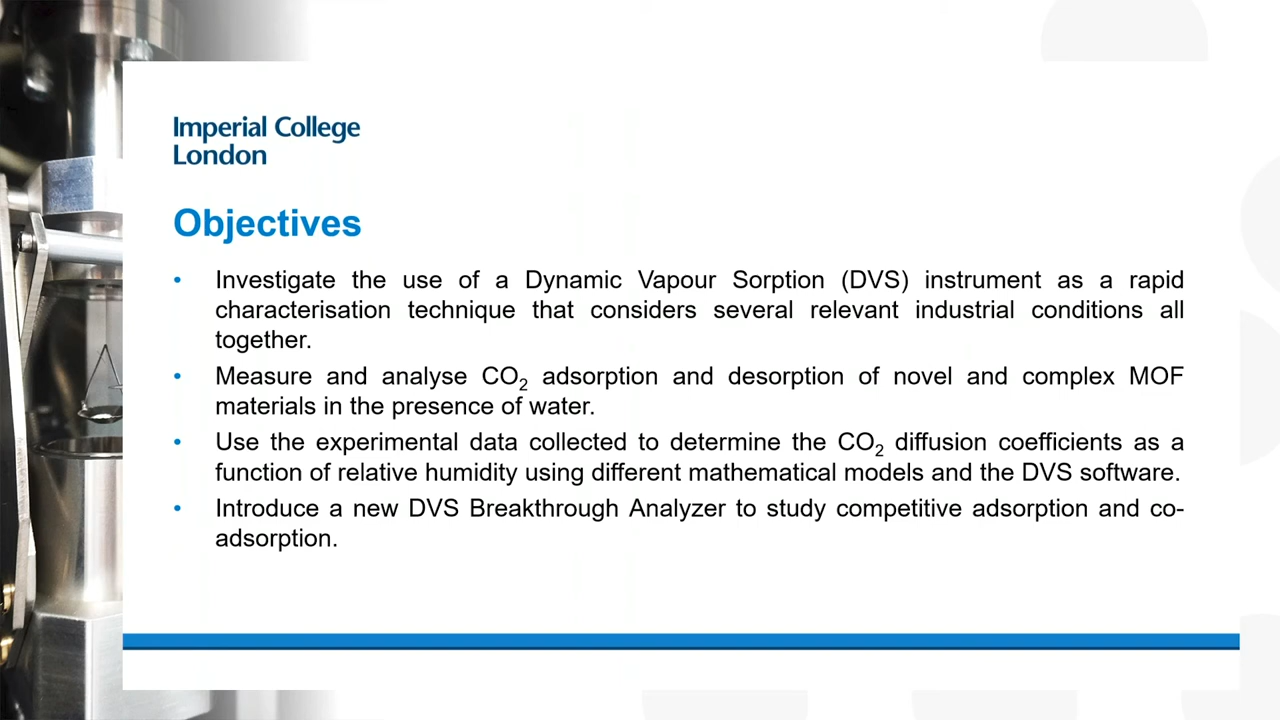 Imperial College
London
Objectives
• Investigate the use of a Dynamic Vapour Sorption (DVS) instrument as a rapid
characterisation technique that considers several relevant industrial conditions all
together.
• Measure and analyse CO₂ adsorption and desorption of novel and complex MOF
materials in the presence of water.
• Use the experimental data collected to determine the CO₂ diffusion coefficients as a
function of relative humidity using different mathematical models and the DVS software.
• Introduce a new DVS Breakthrough Analyzer to study competitive adsorption and co-
adsorption.